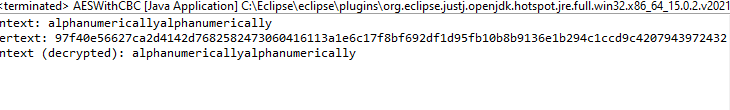 <terminated> AESWithCBC [Java Application] C:\Eclipse\eclipse\plugins\org.eclipse.justj.openjdk.hotspot.jre.full.win32.x86_64_15.0.2.v2021
ntext: alphanumericallyalphanumerically
ertext: 97f40e56627ca2d4142d7682582473060416113a1e6c17f8bf692df1d95fb10b8b9136e1b294c1ccd9c4207943972432
ntext (decrypted): alphanumericallyalphanumerically